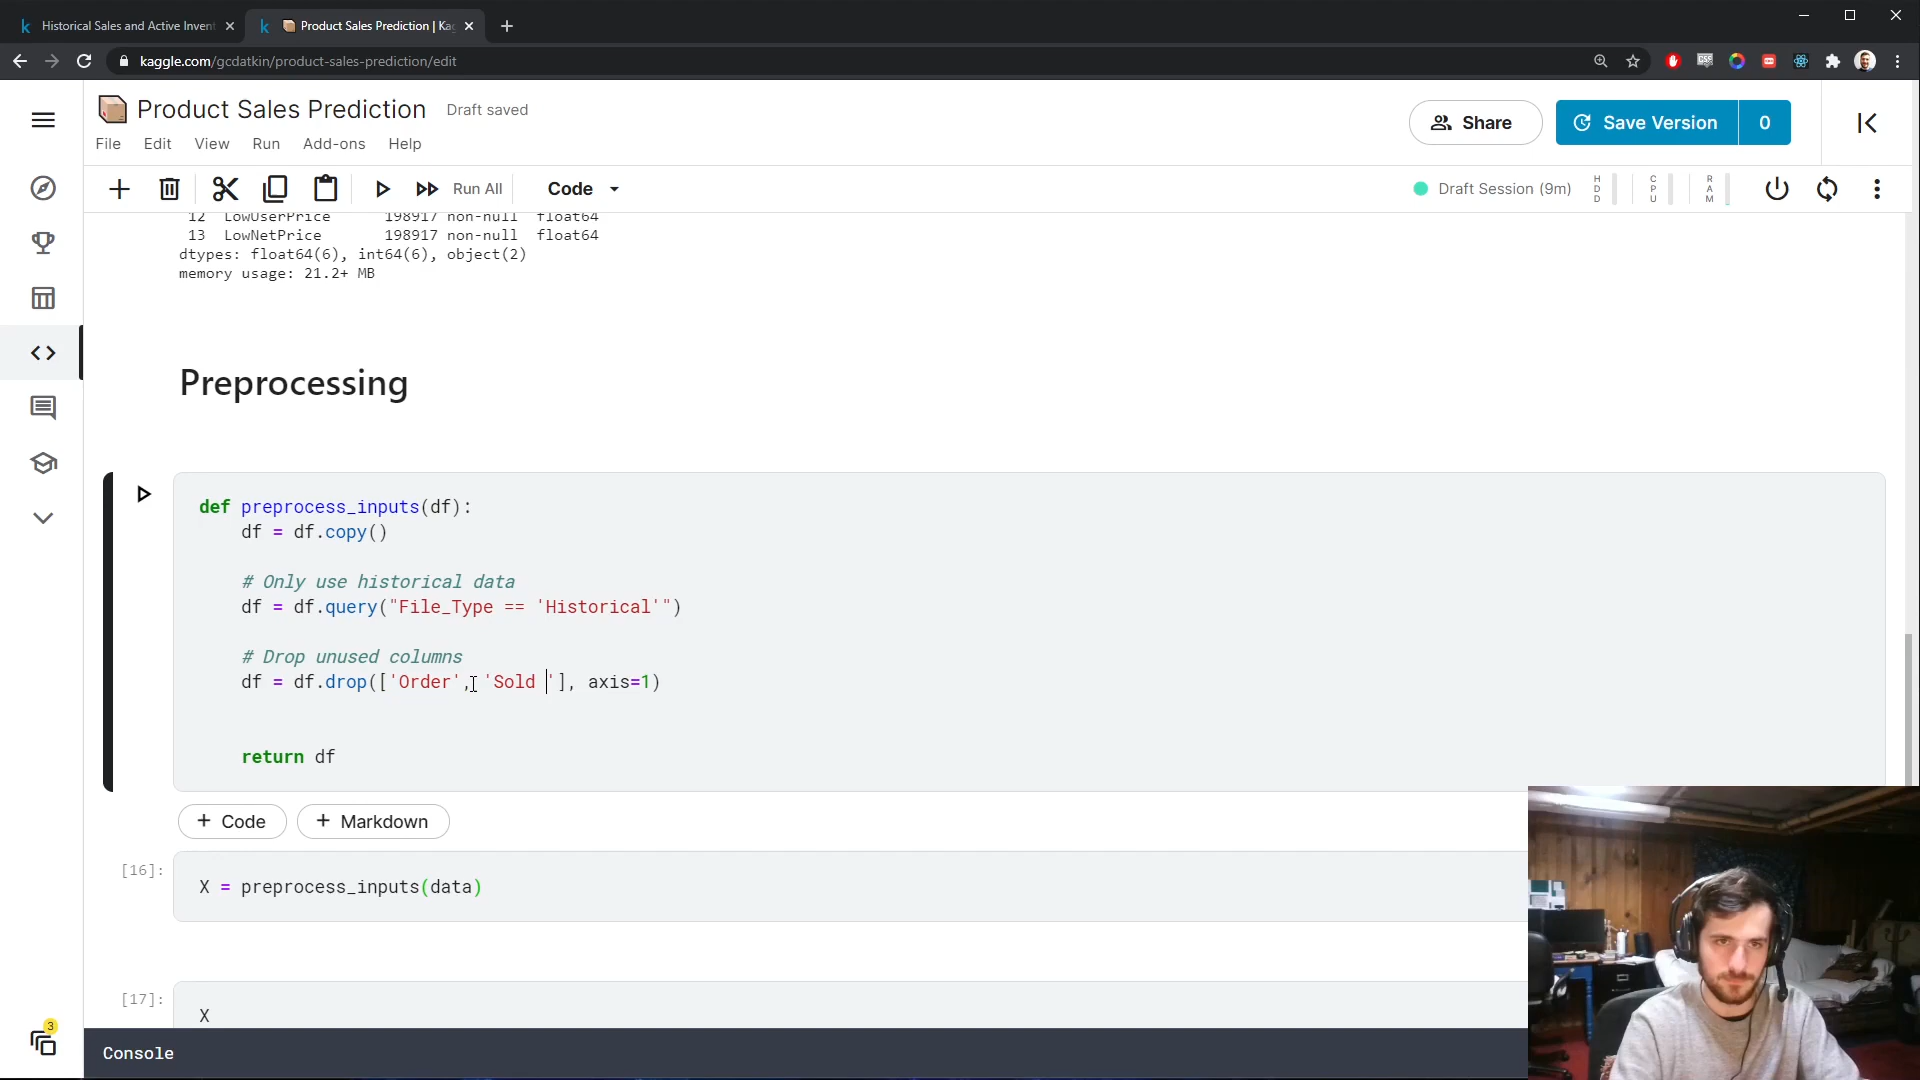 Historical Sales and Active Invent
Product Sales Prediction | Kag
kaggle.com/gcdatkin/product-sales-prediction/edit
Product Sales Prediction
Draft saved
Share
Save Version
0
File
Edit
View
Run
Add-ons
Help
Run All
Code
Draft Session (9m)
HDD
CPU
RAM
12 LowUserPrice 198917 non-null float64
13 LowNetPrice 198917 non-null float64
dtypes: float64(6), int64(6), object(2)
memory usage: 21.2+ MB
Preprocessing
def preprocess_inputs(df):
df = df.copy()
# Only use historical data
df = df.query("File_Type == 'Historical'")
# Drop unused columns
df = df.drop(['Order', 'Sold '], axis=1)
return df
+ Code
+ Markdown
[16]:
X = preprocess_inputs(data)
[17]:
X
3
Console